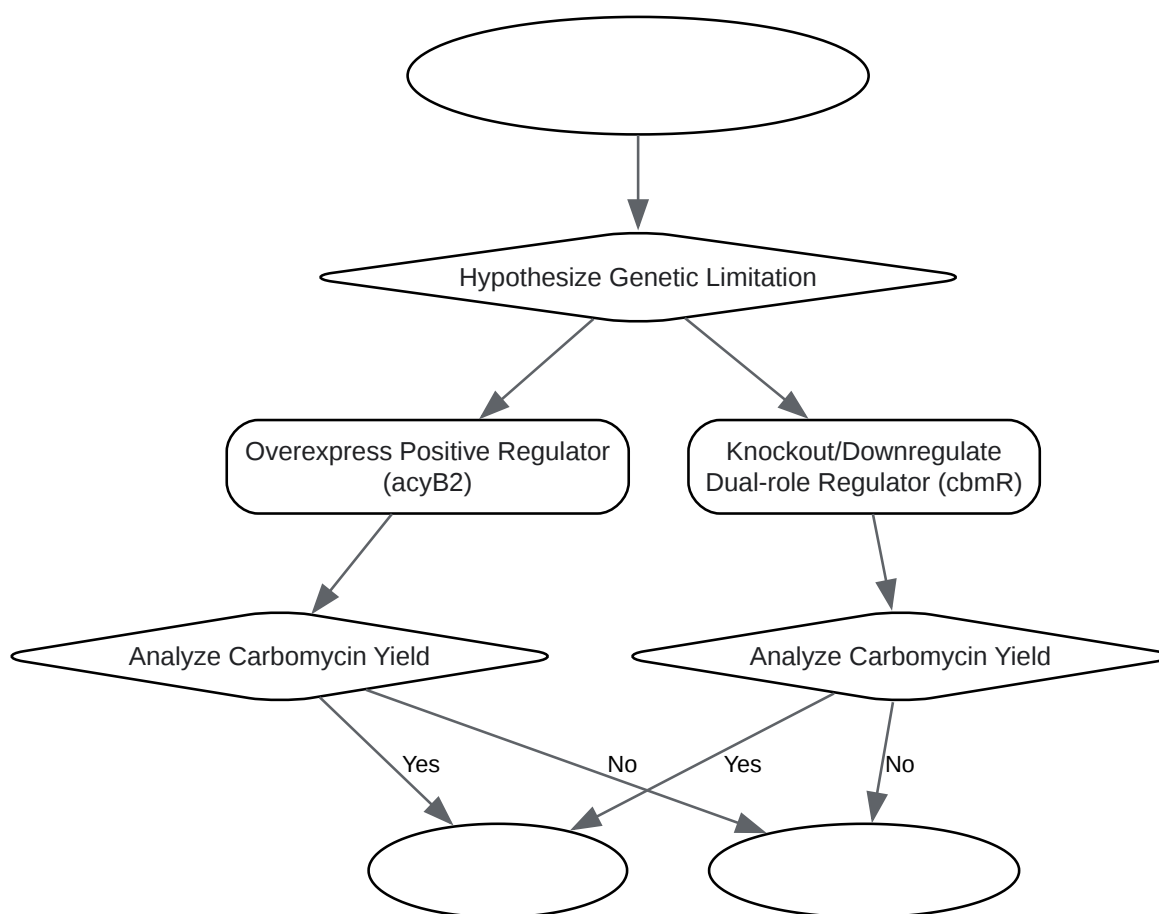 Hypothesize Genetic Limitation
Overexpress Positive Regulator
(acyB2)
Knockout/Downregulate
Dual-role Regulator (cbmR)
Analyze Carbomycin Yield
Analyze Carbomycin Yield
Yes
No
Yes
No